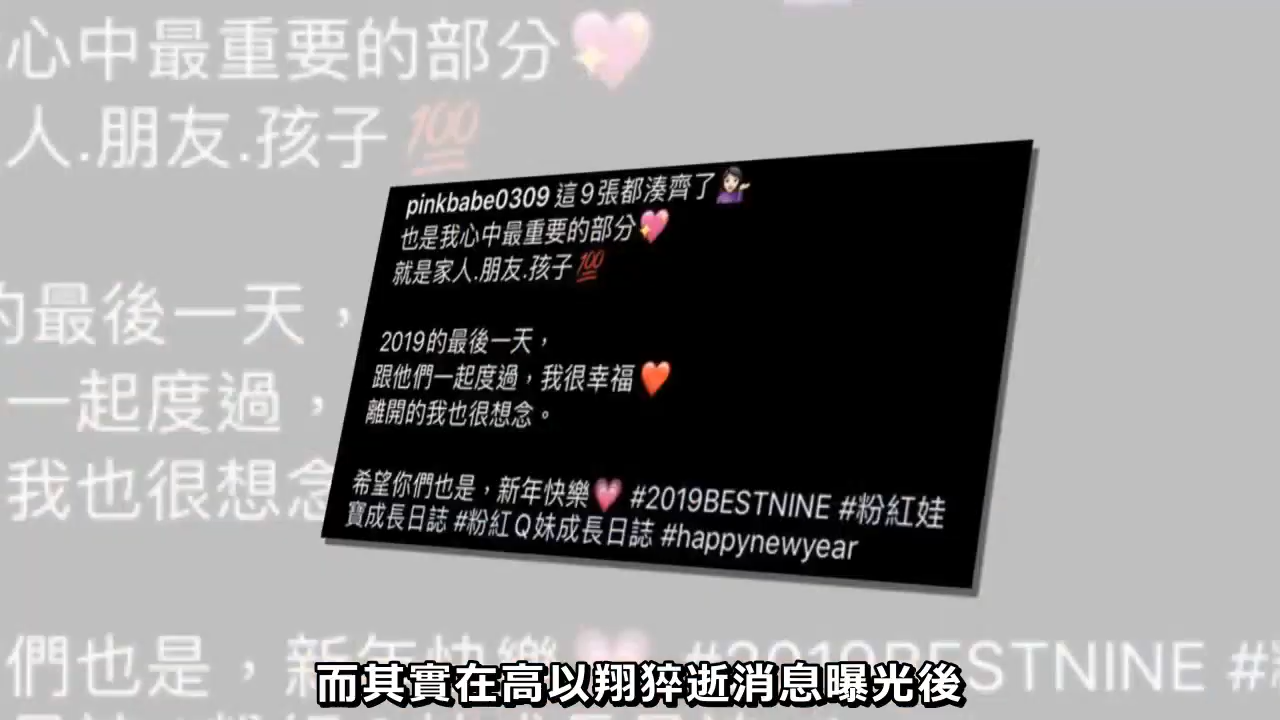 心中最重要的部分💖
人.朋友.孩子💯
的最後一天，
一起度過，
我也很想念
們也是，新年快樂💗 #2019BESTNINE #
pinkbabe0309 這9張都湊齊了💁🏻‍♀️
也是我心中最重要的部分💖
就是家人.朋友.孩子💯
2019的最後一天，
跟他們一起度過，我很幸福❤️
離開的我也很想念。
希望你們也是，新年快樂💗 #2019BESTNINE #粉紅娃
寶成長日誌 #粉紅Q妹成長日誌 #happynewyear
而其實在高以翔猝逝消息曝光後